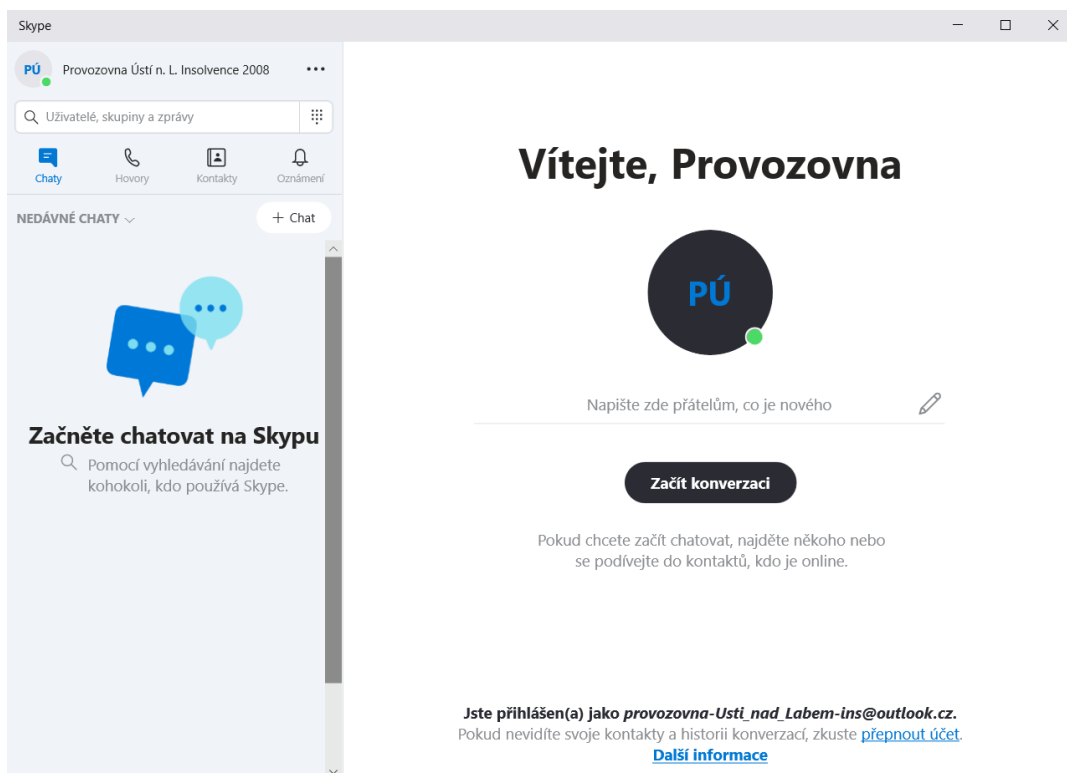 Skype
PÚ Provozovna Ústí n. L. Insolvence 2008
Uživatelé, skupiny a zprávy
Chaty Hovory Kontakty Oznámení
NEDÁVNÉ CHATY
+ Chat
Začněte chatovat na Skypu
Pomocí vyhledávání najdete
kohokoli, kdo používá Skype.
Vítejte, Provozovna
PÚ
Napište zde přátelům, co je nového
Začít konverzaci
Pokud chcete začít chatovat, najděte někoho nebo
se podívejte do kontaktů, kdo je online.
Jste přihlášen(a) jako provozovna-Usti_nad_Labem-ins@outlook.cz.
Pokud nevidíte svoje kontakty a historii konverzací, zkuste přepnout účet.
Další informace